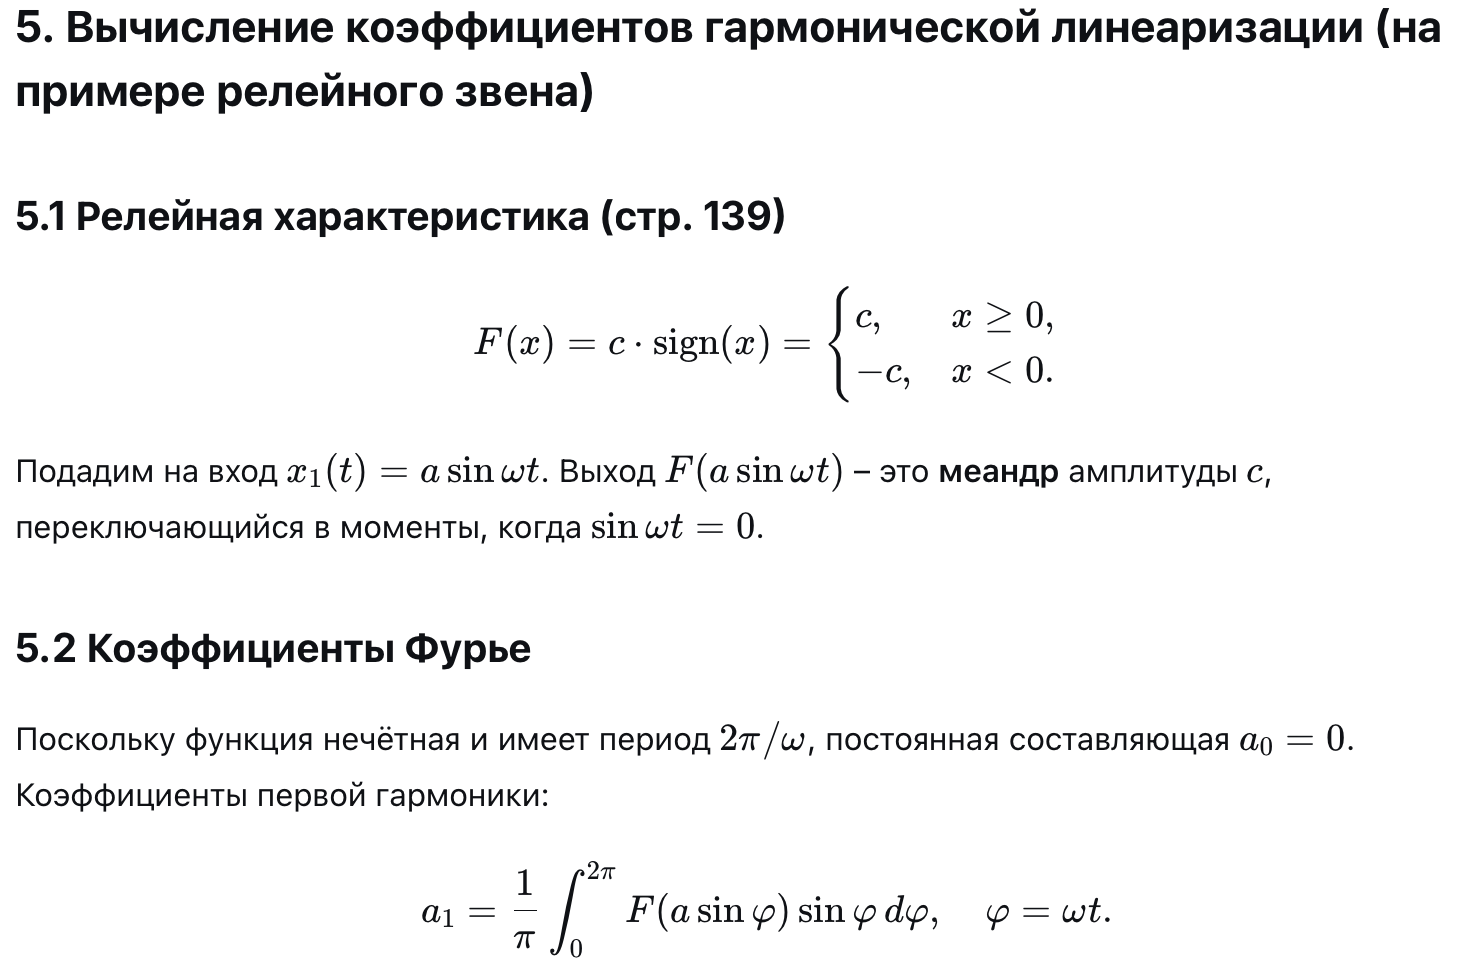 5. Вычисление коэффициентов гармонической линеаризации (на
примере релейного звена)
5.1 Релейная характеристика (стр. 139)
F(x) = c · sign(x) = { c, x ≥ 0,
−c, x < 0.
Подадим на вход x₁(t) = a sin ωt. Выход F(a sin ωt) – это меандр амплитуды c,
переключающийся в моменты, когда sin ωt = 0.
5.2 Коэффициенты Фурье
Поскольку функция нечётная и имеет период 2π/ω, постоянная составляющая a₀ = 0.
Коэффициенты первой гармоники:
a₁ = 1/π ∫₀^{2π} F(a sin φ) sin φ dφ, φ = ωt.